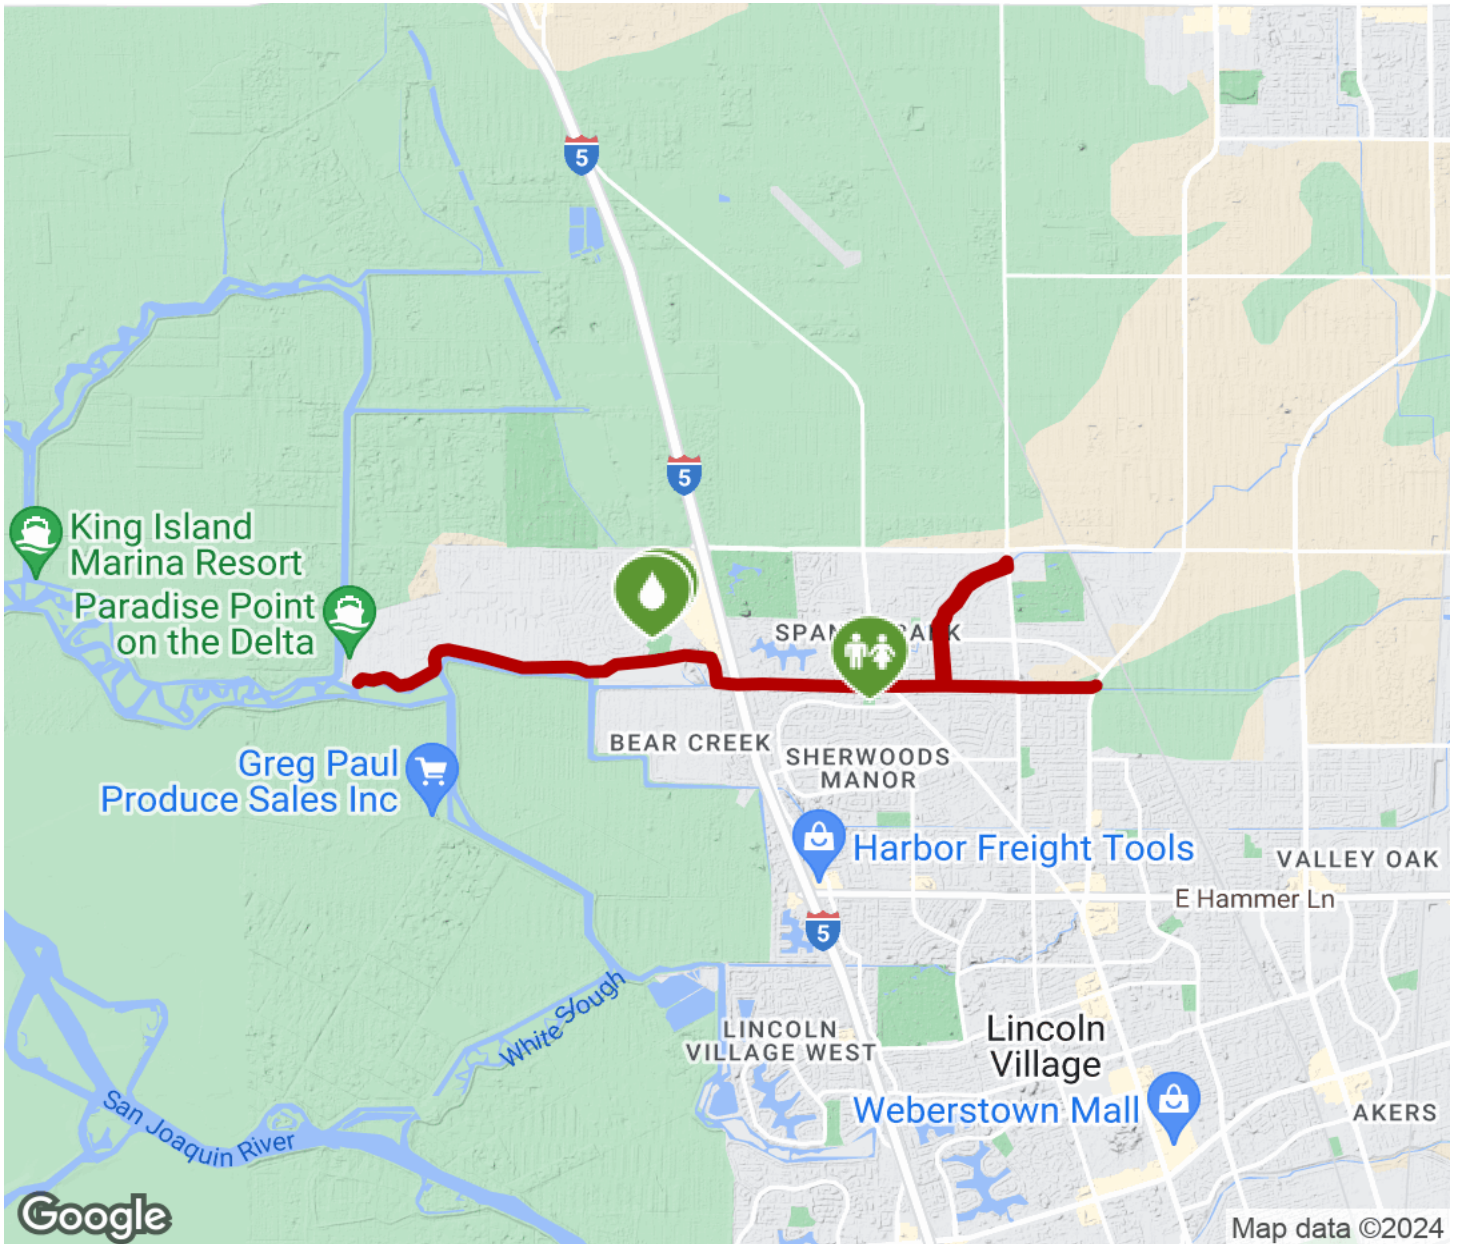 5
5
King Island
Marina Resort
Paradise Point
on the Delta
BEAR CREEK
SHERWOODS
MANOR
Greg Paul
Produce Sales Inc
Harbor Freight Tools
VALLEY OAK
E Hammer Ln
5
White Slough
LINCOLN
VILLAGE WEST
Lincoln
Village
Weberstown Mall
AKERS
San Joaquin River
Google
Map data ©2024